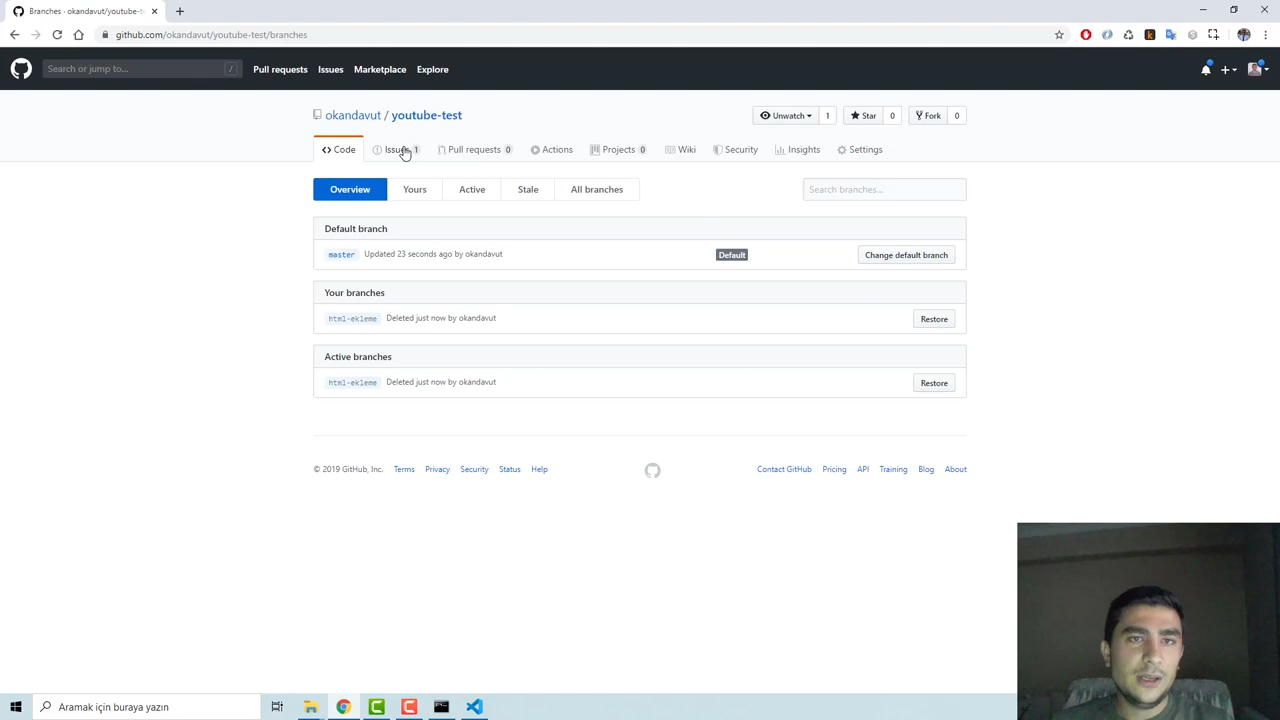 Branches · okandavut/youtube-t
github.com/okandavut/youtube-test/branches
Search or jump to... /
Pull requests Issues Marketplace Explore
okandavut / youtube-test
Unwatch 1 Star 0 Fork 0
Code Issues 1 Pull requests 0 Actions Projects 0 Wiki Security Insights Settings
Overview Yours Active Stale All branches Search branches...
Default branch
master Updated 23 seconds ago by okandavut Default Change default branch
Your branches
html-ekleme Deleted just now by okandavut Restore
Active branches
html-ekleme Deleted just now by okandavut Restore
© 2019 GitHub, Inc. Terms Privacy Security Status Help Contact GitHub Pricing API Training Blog About
Aramak için buraya yazın